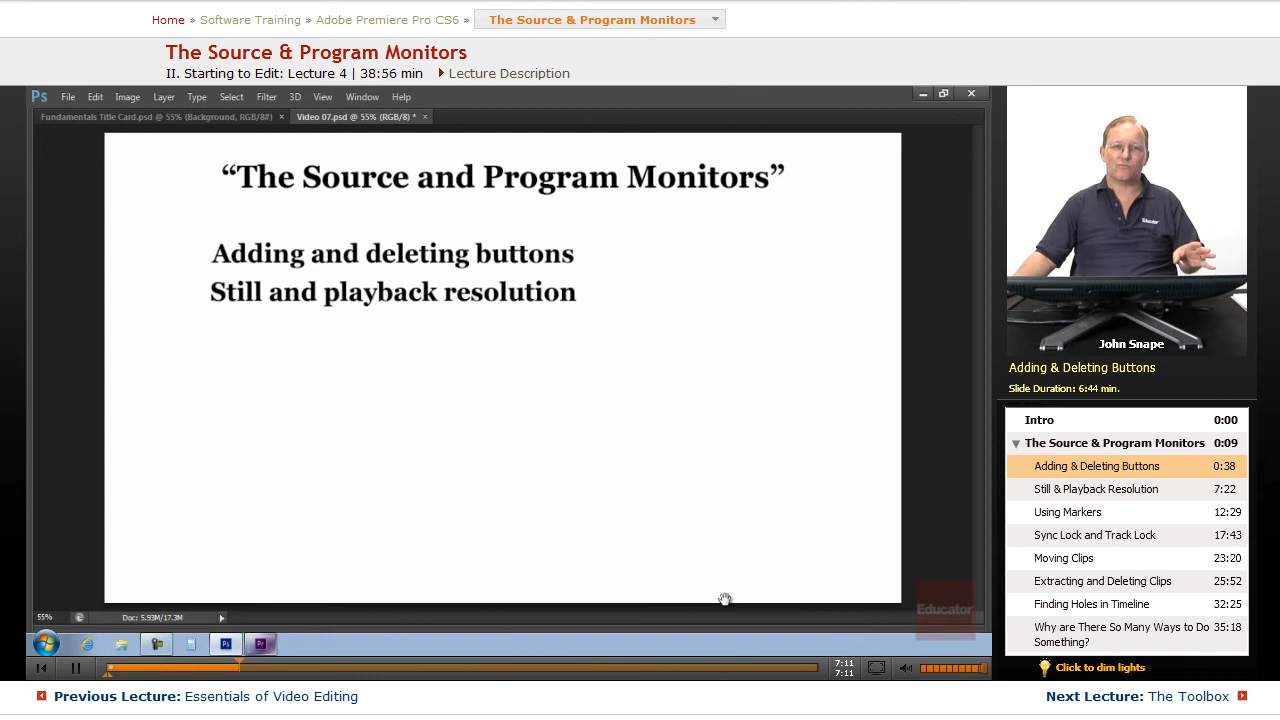 Home » Software Training » Adobe Premiere Pro CS6 » The Source & Program Monitors
The Source & Program Monitors
II. Starting to Edit: Lecture 4 | 38:56 min Lecture Description
Ps File Edit Image Layer Type Select Filter 3D View Window Help
Fundamentals Title Card.psd @ 55% (Background, RGB/8#) × Video 07.psd @ 55% (RGB/8) * ×
“The Source and Program Monitors”
Adding and deleting buttons
Still and playback resolution
Educator
55% Doc: 5.93M/17.3M
Ps Pr
7:11
7:11
Educator
John Snape
Adding & Deleting Buttons
Slide Duration: 6:44 min.
Intro 0:00
The Source & Program Monitors 0:09
Adding & Deleting Buttons 0:38
Still & Playback Resolution 7:22
Using Markers 12:29
Sync Lock and Track Lock 17:43
Moving Clips 23:20
Extracting and Deleting Clips 25:52
Finding Holes in Timeline 32:25
Why are There So Many Ways to Do 35:18
Something?
Click to dim lights
Previous Lecture: Essentials of Video Editing
Next Lecture: The Toolbox